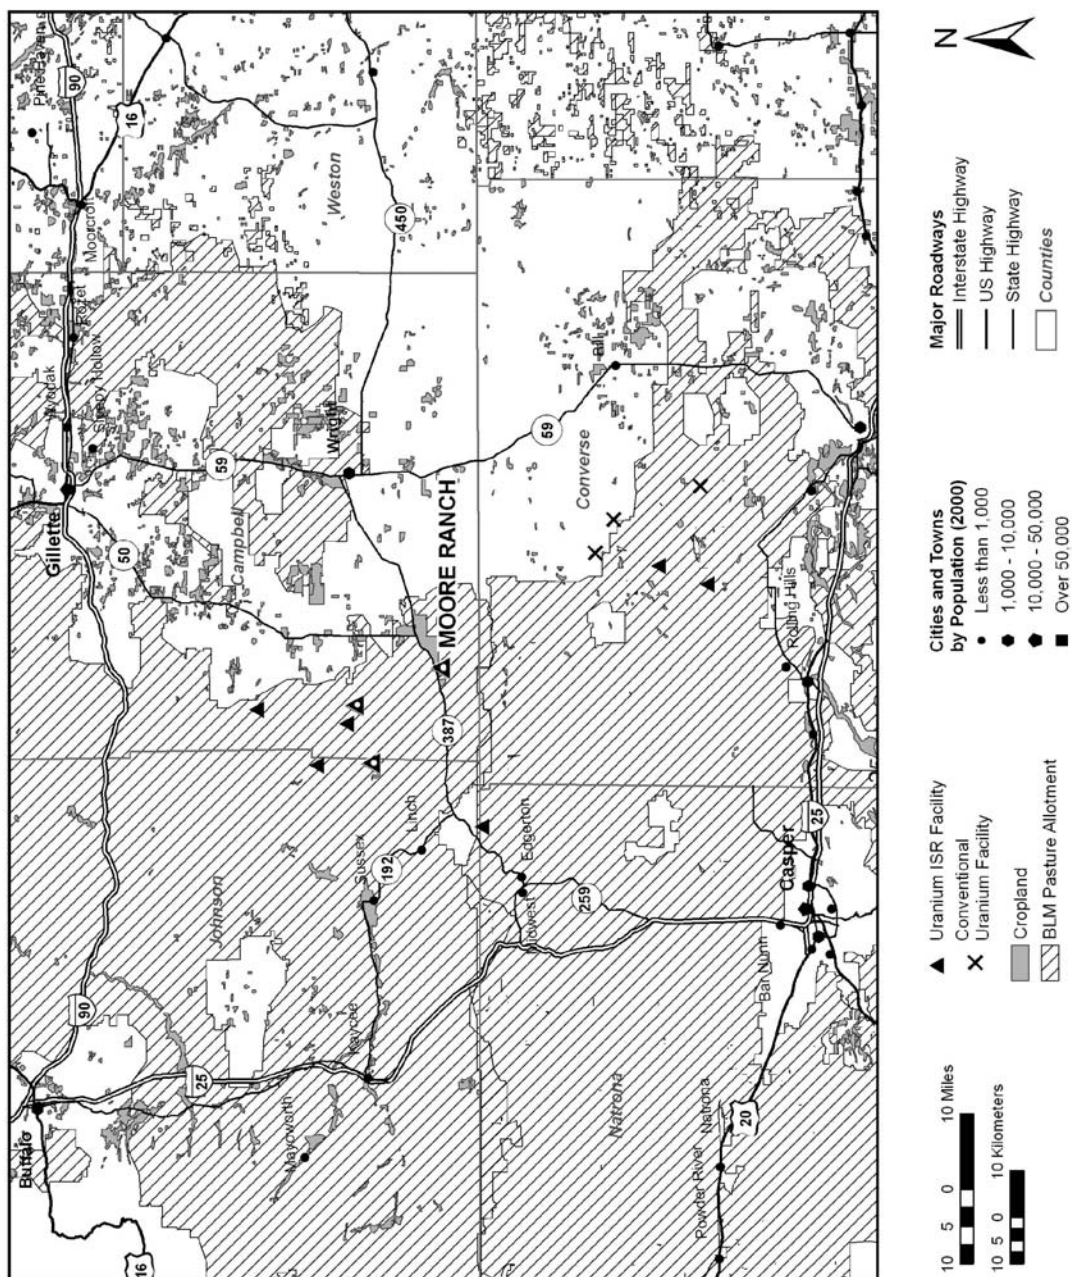 Buffalo
Pine Haven
Gillette
Wyodak
90
90
Rozet
Moorcroft
Sleepy Hollow
50
16
16
25
Johnson
59
Campbell
Mayoworth
Wright
Weston
Kaycee
Sussex
192
450
Linch
387
MOORE RANCH
Edgerton
Midwest
59
Converse
259
Bill
Natrona
Powder River
Natrona
20
Bar Nunn
Casper
Rolling Hills
25
10 5 0 10 Miles
10 5 0 10 Kilometers
Uranium ISR Facility
Conventional
Uranium Facility
Cropland
BLM Pasture Allotment
Cities and Towns
by Population (2000)
Less than 1,000
1,000 - 10,000
10,000 - 50,000
Over 50,000
Major Roadways
Interstate Highway
US Highway
State Highway
Counties
N